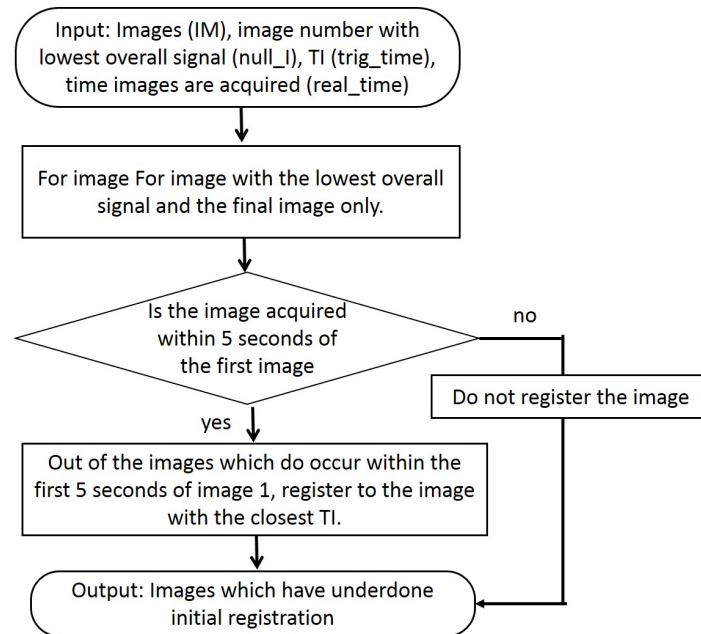 Input: Images (IM), image number with
lowest overall signal (null_I), TI (trig_time),
time images are acquired (real_time)
For image For image with the lowest overall
signal and the final image only.
Is the image acquired
within 5 seconds of
the first image
no
Do not register the image
yes
Out of the images which do occur within the
first 5 seconds of image 1, register to the image
with the closest TI.
Output: Images which have underdone
initial registration